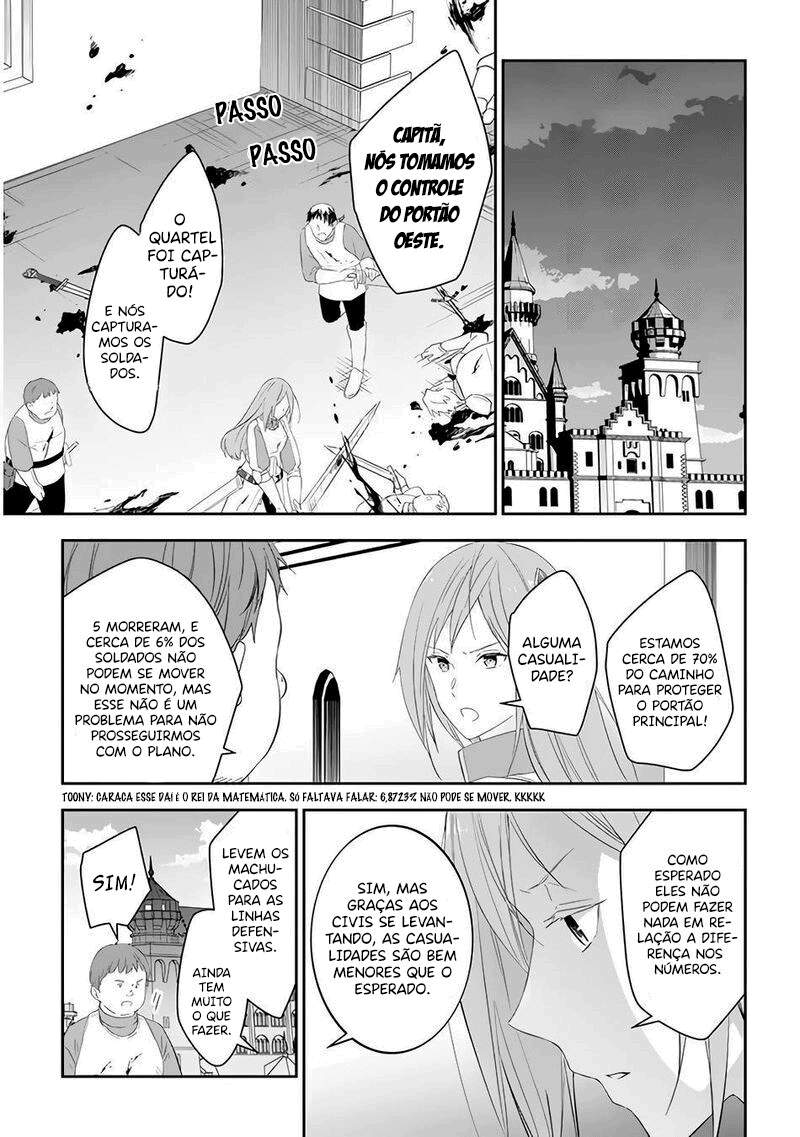 CAPITÃ,
NÓS TOMAMOS
O CONTROLE
DO PORTÃO
OESTE.
PASSO
PASSO
O
QUARTEL
FOI CAP-
TURÁ-
DO!
E NÓS
CAPTURA-
MOS OS
SOLDA-
DOS.
ESTAMOS
CERCA DE 70%
DO CAMINHO
PARA PROTEGER
O PORTÃO
PRINCIPAL!
ALGUMA
CASUALI-
DADE?
5 MORRERAM, E
CERCA DE 6% DOS
SOLDADOS NÃO
PODEM SE MOVER
NO MOMENTO, MAS
ESSE NÃO É UM
PROBLEMA PARA NÃO
PROSSEGUIRMOS
COM O PLANO.
TOONY: CARACA ESSE DAÍ É O REI DA MATEMÁTICA. SÓ FALTAVA FALAR: 6,8723% NÃO PODE SE MOVER. KKKKK
COMO
ESPERADO
ELES NÃO
PODEM FAZER
NADA EM RE-
LAÇÃO A DIFE-
RENÇA NOS
NÚMEROS.
SIM, MAS
GRAÇAS AOS
CIVIS SE LEVAN-
TANDO, AS CASUA-
LIDADES SÃO BEM
MENORES QUE O
ESPERADO.
LEVEM OS
MACHU-
CADOS
PARA AS
LINHAS
DEFEN-
SIVAS.
AINDA
TEM
MUITO
O QUE
FAZER.
SIM!